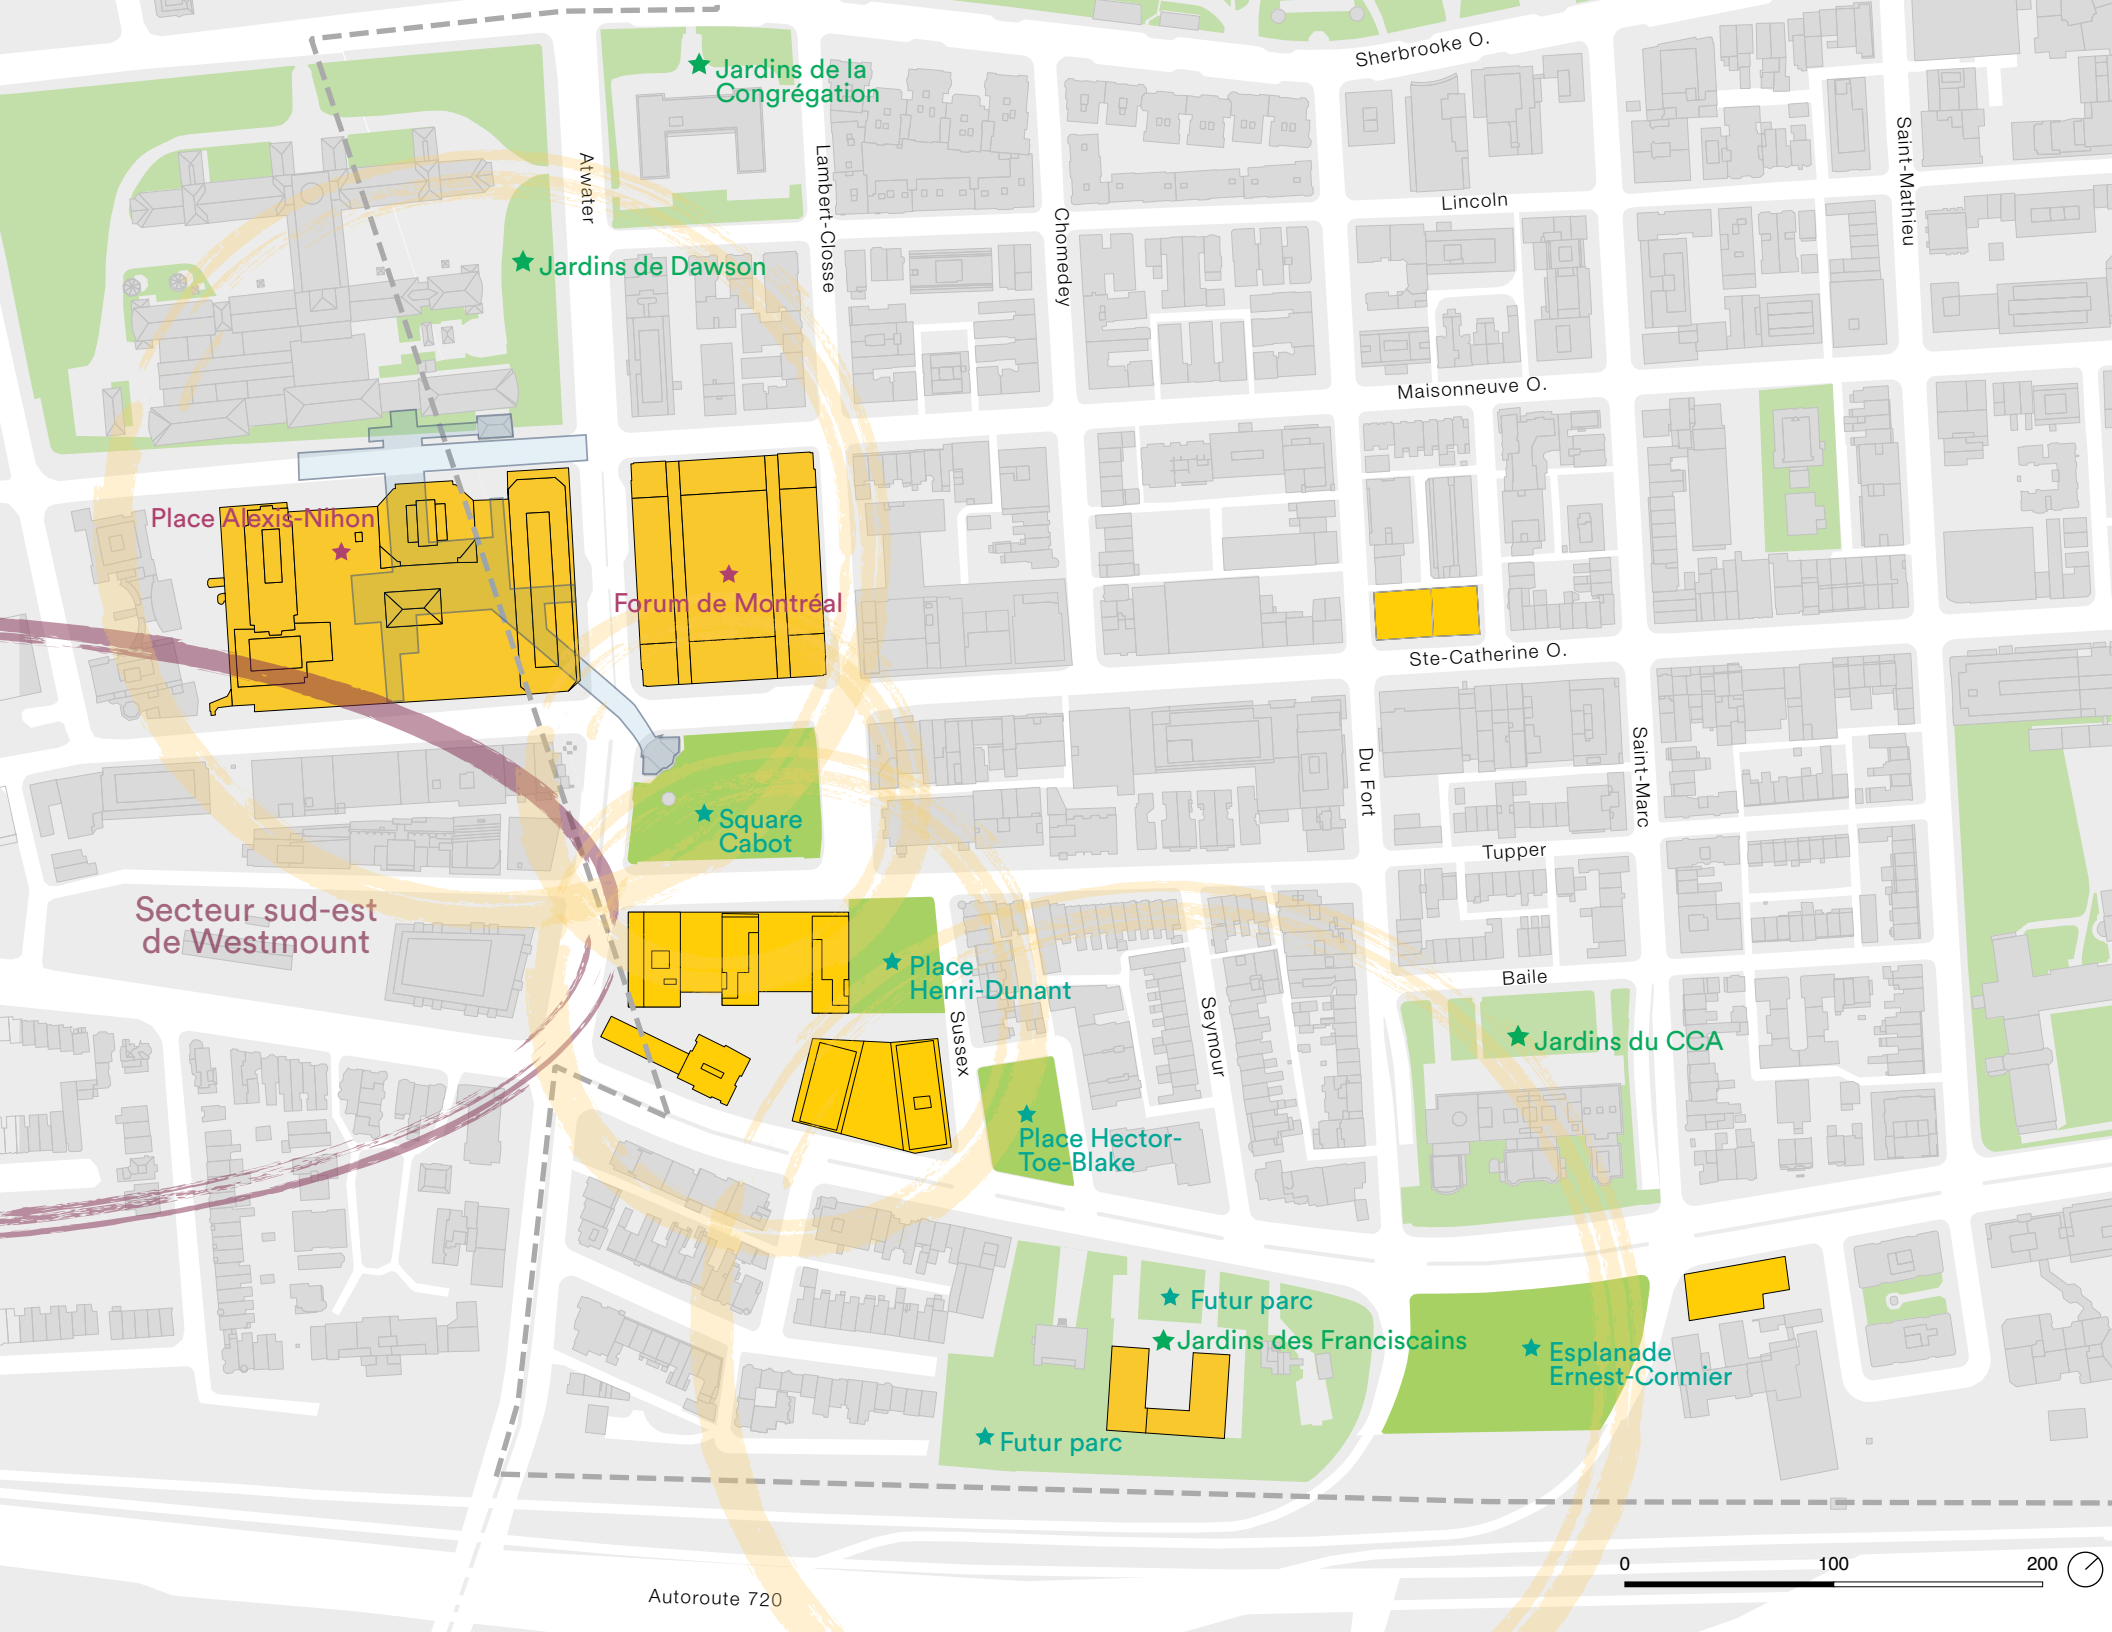 Sherbrooke O.
Jardins de la
Congrégation
Atwater
Lambert-Closse
Chomedey
Lincoln
Saint-Mathieu
Jardins de Dawson
Maisonneuve O.
Place Alexis-Nihon
Forum de Montréal
Ste-Catherine O.
Square
Cabot
Du Fort
Saint-Marc
Tupper
Secteur sud-est
de Westmount
Place
Henri-Dunant
Baile
Sussex
Seymour
Jardins du CCA
Place Hector-
Toe-Blake
Futur parc
Jardins des Franciscains
Esplanade
Ernest-Cormier
Futur parc
0 100 200
Autoroute 720